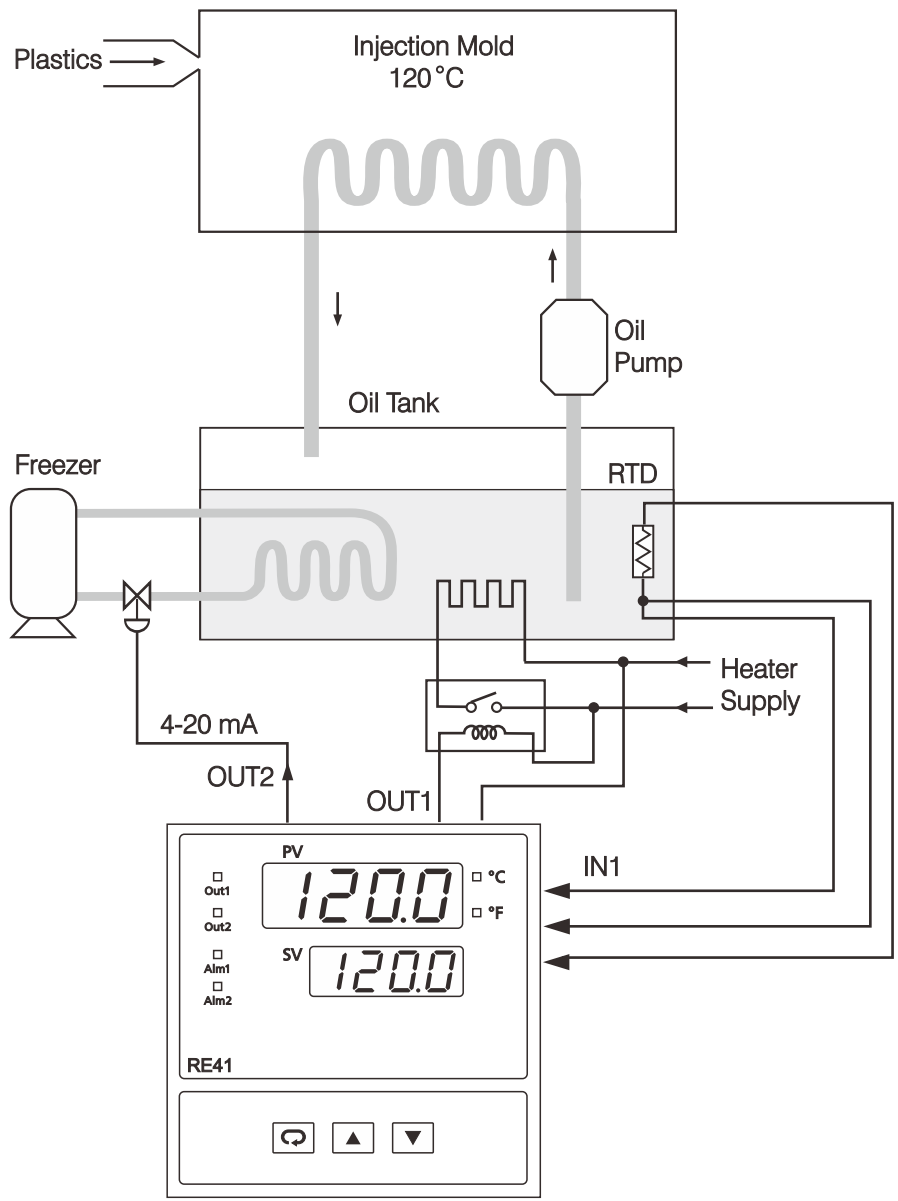 Plastics
Injection Mold
120°C
Oil
Pump
Oil Tank
Freezer
RTD
Heater
Supply
4-20 mA
OUT2
OUT1
IN1
PV
120.0
°C
°F
Out1
Out2
SV
120.0
Alm1
Alm2
RE41